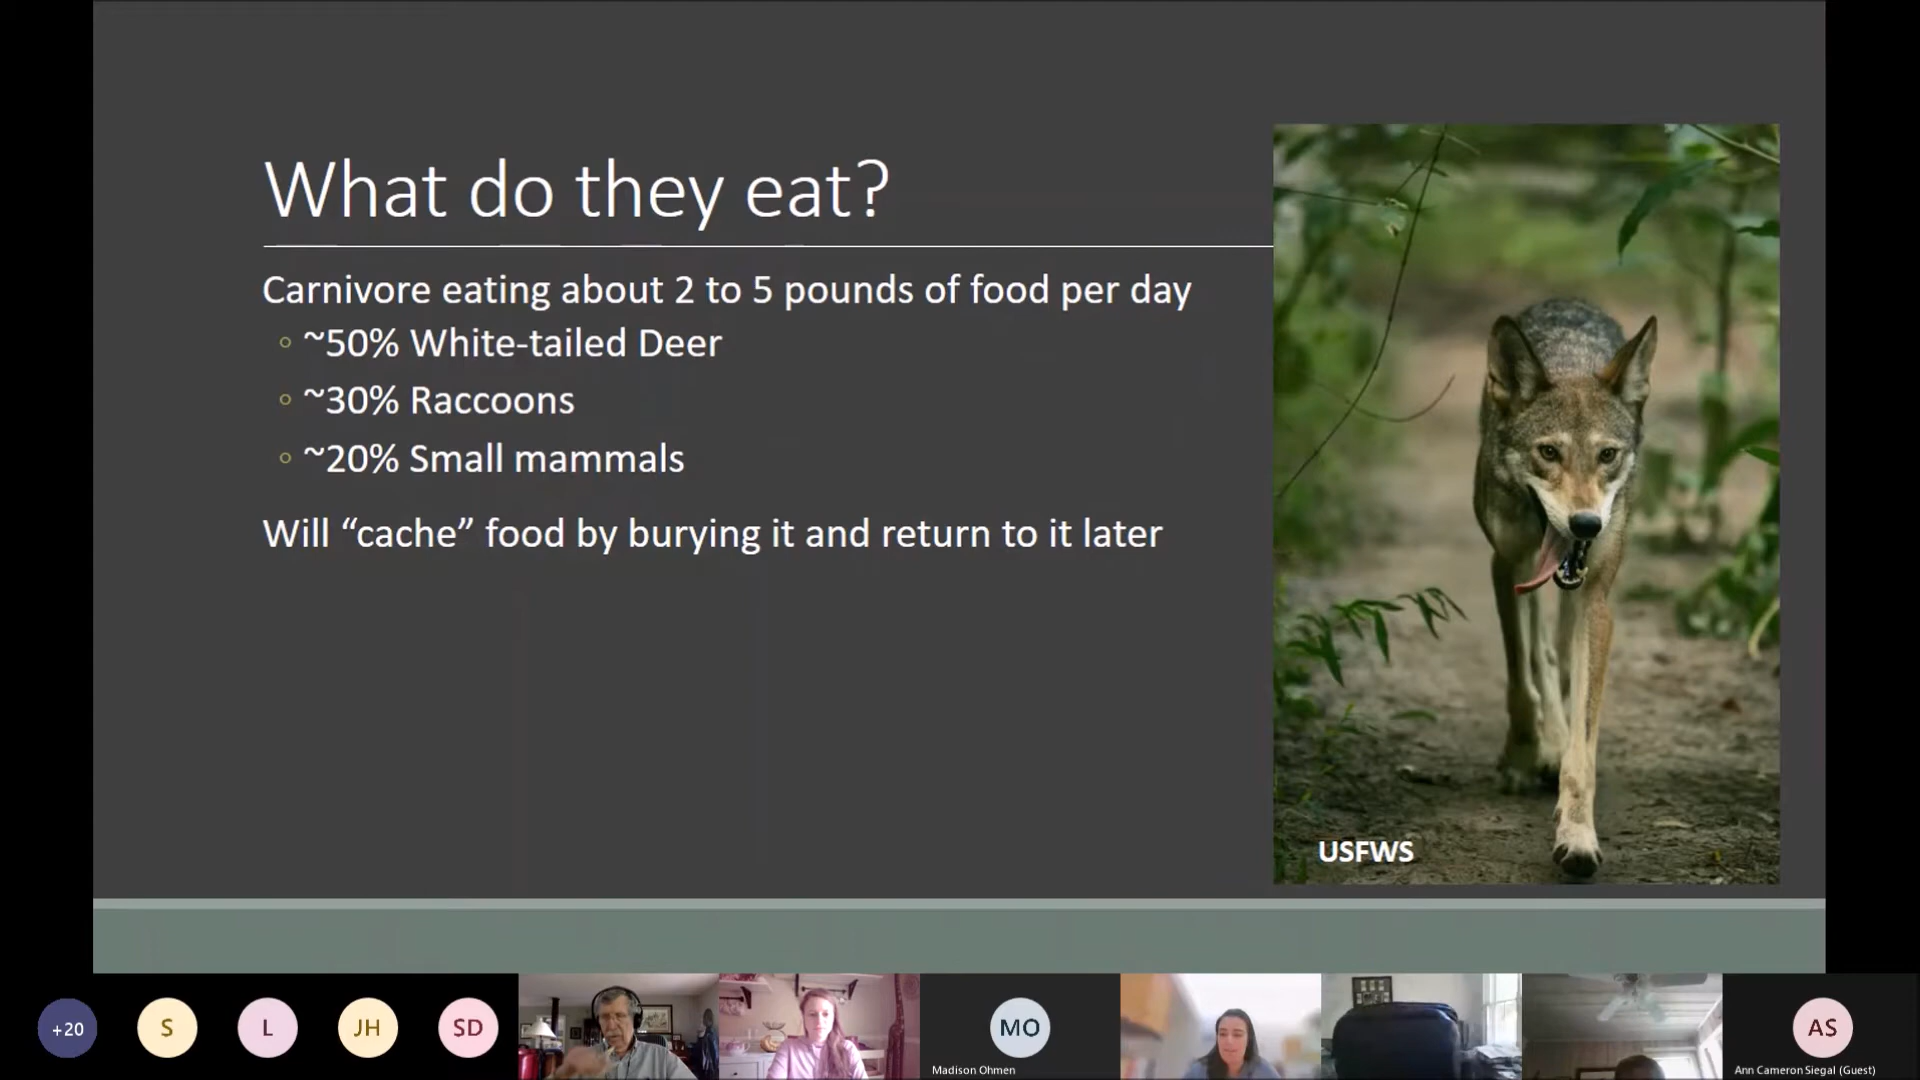 What do they eat?
Carnivore eating about 2 to 5 pounds of food per day
~50% White-tailed Deer
~30% Raccoons
~20% Small mammals
Will “cache” food by burying it and return to it later
USFWS
+20
S
L
JH
SD
MO
Madison Ohmen
AS
Ann Cameron Siegal (Guest)